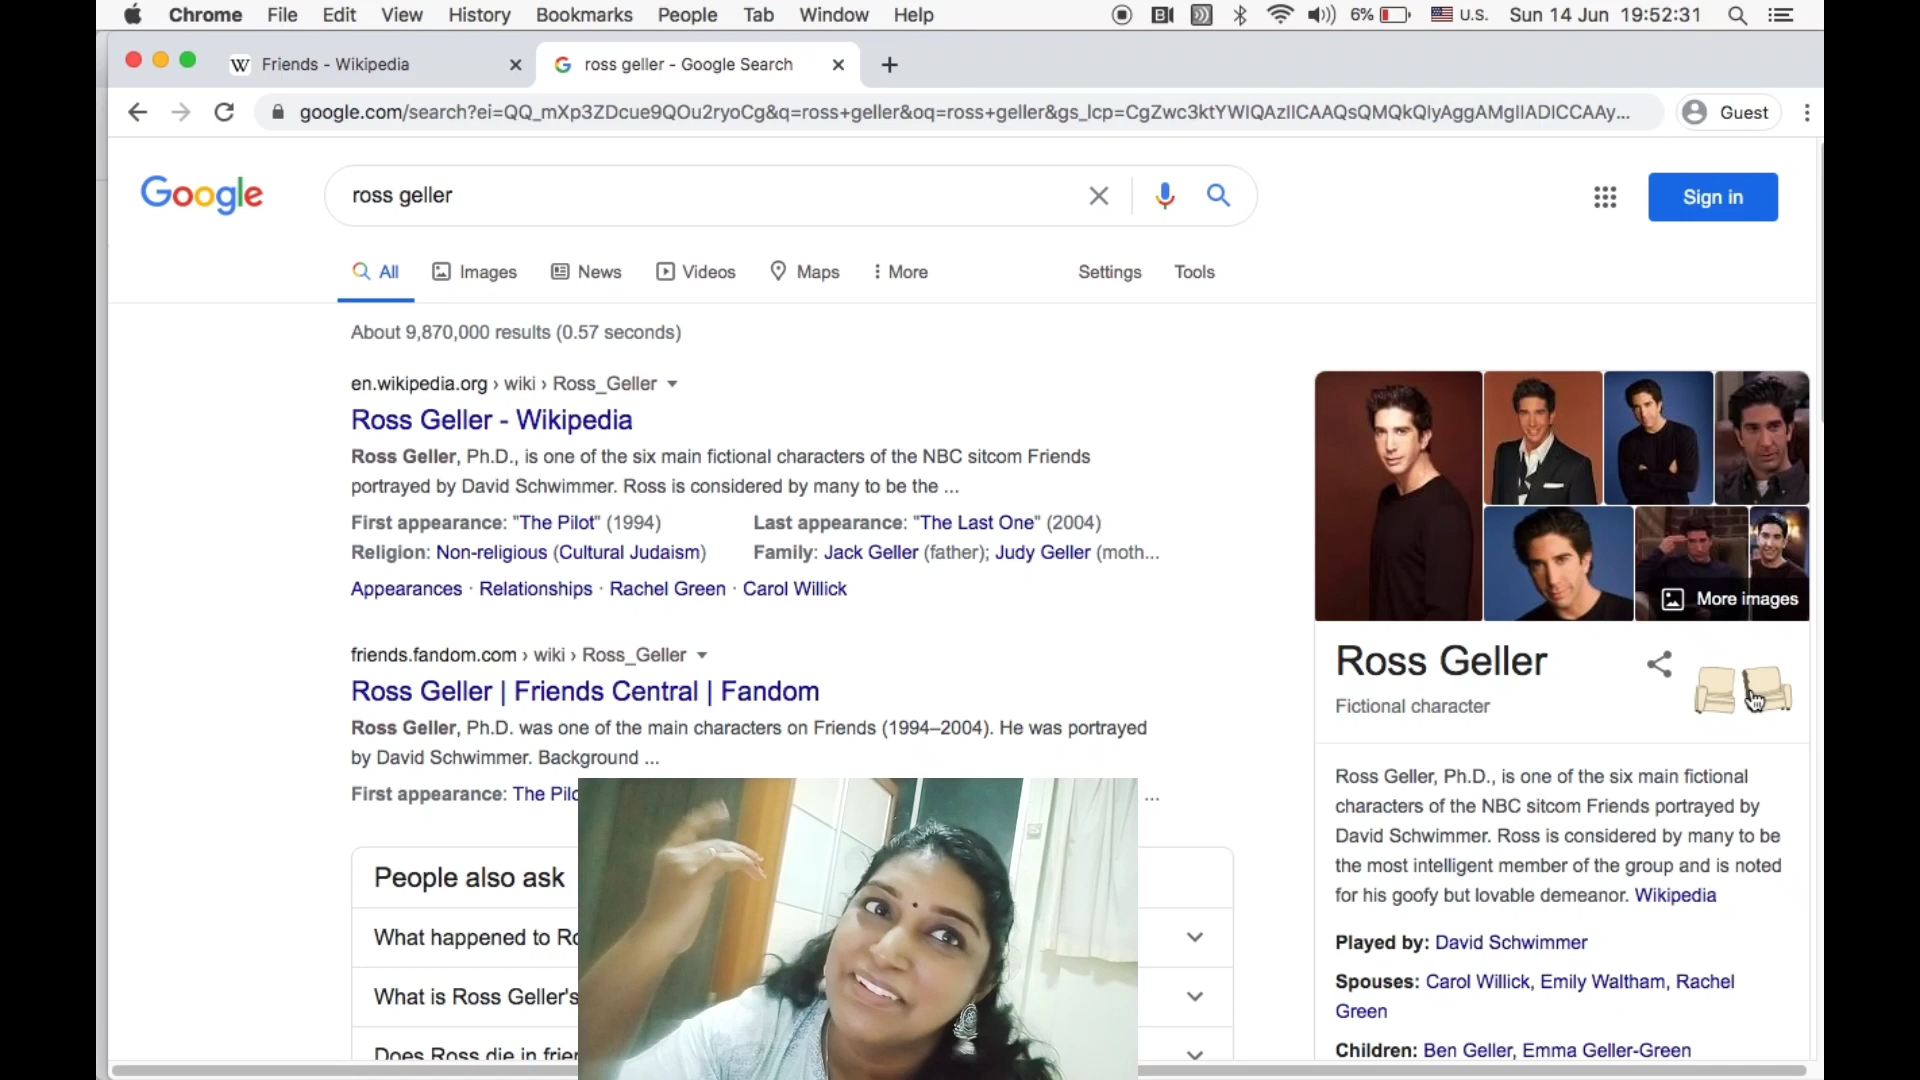 Chrome File Edit View History Bookmarks People Tab Window Help 6% U.S. Sun 14 Jun 19:52:31
W Friends - Wikipedia
ross geller - Google Search
google.com/search?ei=QQ_mXp3ZDcue9QOu2ryoCg&q=ross+geller&oq=ross+geller&gs_lcp=CgZwc3ktYWIQAzIICAAQsQMQkQIyAggAMgIIADICCAAy...
Guest
Google
ross geller
Sign in
All Images News Videos Maps More Settings Tools
About 9,870,000 results (0.57 seconds)
en.wikipedia.org › wiki › Ross_Geller
Ross Geller - Wikipedia
Ross Geller, Ph.D., is one of the six main fictional characters of the NBC sitcom Friends
portrayed by David Schwimmer. Ross is considered by many to be the ...
First appearance: "The Pilot" (1994) Last appearance: "The Last One" (2004)
Religion: Non-religious (Cultural Judaism) Family: Jack Geller (father); Judy Geller (moth...
Appearances · Relationships · Rachel Green · Carol Willick
friends.fandom.com › wiki › Ross_Geller
Ross Geller | Friends Central | Fandom
Ross Geller, Ph.D. was one of the main characters on Friends (1994–2004). He was portrayed
by David Schwimmer. Background ...
First appearance: The Pilo ...
People also ask
What happened to Ro
What is Ross Geller's
Does Ross die in frien
More images
Ross Geller
Fictional character
Ross Geller, Ph.D., is one of the six main fictional
characters of the NBC sitcom Friends portrayed by
David Schwimmer. Ross is considered by many to be
the most intelligent member of the group and is noted
for his goofy but lovable demeanor. Wikipedia
Played by: David Schwimmer
Spouses: Carol Willick, Emily Waltham, Rachel
Green
Children: Ben Geller, Emma Geller-Green